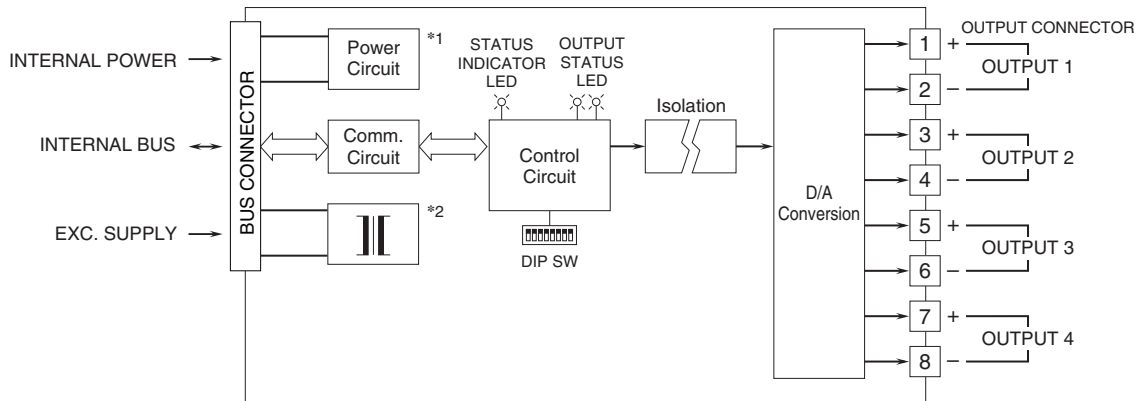 INTERNAL POWER
INTERNAL BUS
EXC. SUPPLY
BUS CONNECTOR
Power
Circuit
*1
Comm.
Circuit
*2
STATUS
INDICATOR
LED
OUTPUT
STATUS
LED
Control
Circuit
DIP SW
Isolation
D/A
Conversion
OUTPUT CONNECTOR
1 +
OUTPUT 1
2 –
3 +
OUTPUT 2
4 –
5 +
OUTPUT 3
6 –
7 +
OUTPUT 4
8 –